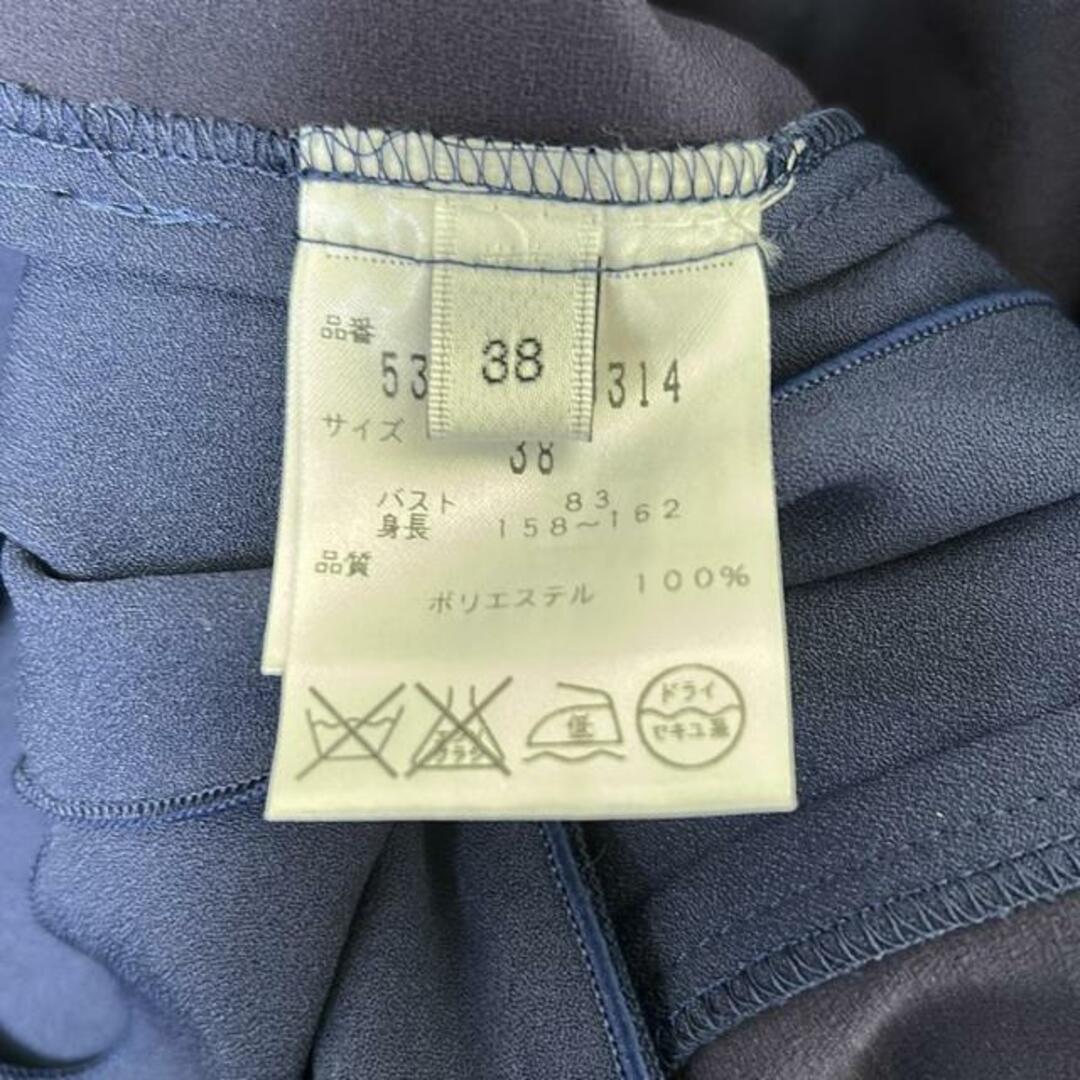 品番
53 314
38
サイズ
38
バスト 83
身長 158〜162
品質
ポリエステル 100%
低
ドライ
セキユ系